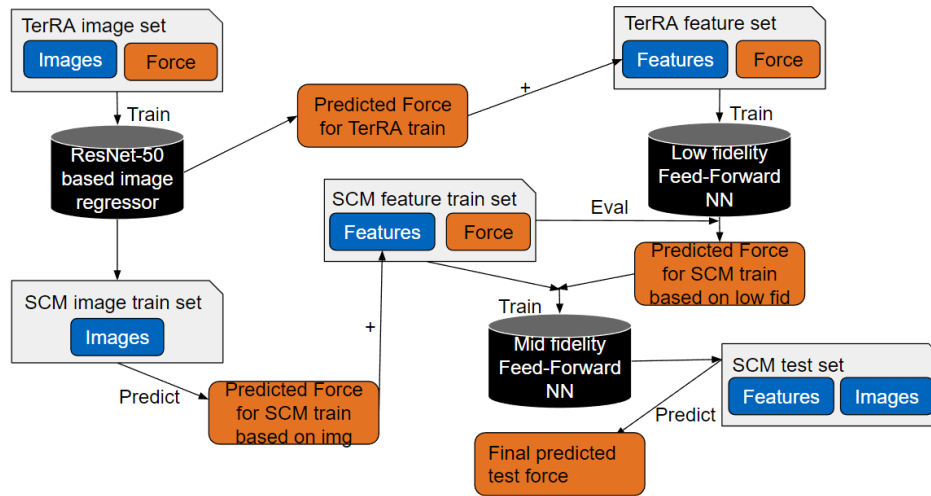 TerRA image set
Images
Force
Train
ResNet-50
based image
regressor
Predicted Force
for TerRA train
+
TerRA feature set
Features
Force
Train
Low fidelity
Feed-Forward
NN
SCM feature train set
Features
Force
Eval
Predicted Force
for SCM train
based on low fid
SCM image train set
Images
+
Train
Mid fidelity
Feed-Forward
NN
Predict
Predicted Force
for SCM train
based on img
SCM test set
Features
Images
Predict
Final predicted
test force